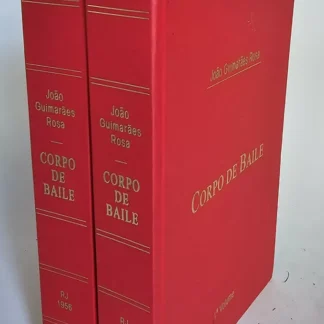 João
Guimarães
Rosa
CORPO
DE
BAILE
RJ
1956
João
Guimarães
Rosa
CORPO
DE
BAILE
RJ
João Guimarães Rosa
CORPO DE BAILE